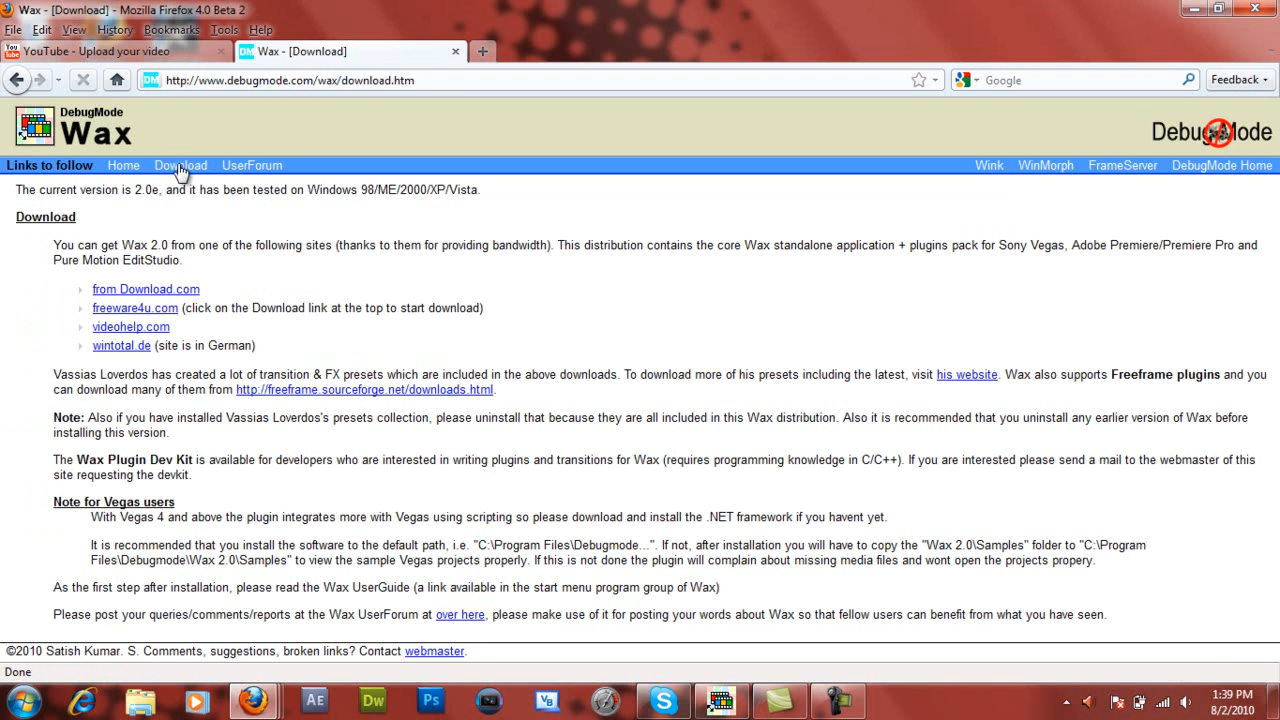 Wax - [Download] - Mozilla Firefox 4.0 Beta 2
File Edit View History Bookmarks Tools Help
You Tube YouTube - Upload your video × DM Wax - [Download] × +
DM http://www.debugmode.com/wax/download.htm Google Feedback
DebugMode
Wax
DebugMode
Links to follow Home Download UserForum Wink WinMorph FrameServer DebugMode Home
The current version is 2.0e, and it has been tested on Windows 98/ME/2000/XP/Vista.
Download
You can get Wax 2.0 from one of the following sites (thanks to them for providing bandwidth). This distribution contains the core Wax standalone application + plugins pack for Sony Vegas, Adobe Premiere/Premiere Pro and
Pure Motion EditStudio.
from Download.com
freeware4u.com (click on the Download link at the top to start download)
videohelp.com
wintotal.de (site is in German)
Vassias Loverdos has created a lot of transition & FX presets which are included in the above downloads. To download more of his presets including the latest, visit his website. Wax also supports Freeframe plugins and you
can download many of them from http://freeframe.sourceforge.net/downloads.html.
Note: Also if you have installed Vassias Loverdos's presets collection, please uninstall that because they are all included in this Wax distribution. Also it is recommended that you uninstall any earlier version of Wax before
installing this version.
The Wax Plugin Dev Kit is available for developers who are interested in writing plugins and transitions for Wax (requires programming knowledge in C/C++). If you are interested please send a mail to the webmaster of this
site requesting the devkit.
Note for Vegas users
With Vegas 4 and above the plugin integrates more with Vegas using scripting so please download and install the .NET framework if you havent yet.
It is recommended that you install the software to the default path, i.e. "C:\Program Files\Debugmode...". If not, after installation you will have to copy the "Wax 2.0\Samples" folder to "C:\Program
Files\Debugmode\Wax 2.0\Samples" to view the sample Vegas projects properly. If this is not done the plugin will complain about missing media files and wont open the projects propery.
As the first step after installation, please read the Wax UserGuide (a link available in the start menu program group of Wax)
Please post your queries/comments/reports at the Wax UserForum at over here, please make use of it for posting your words about Wax so that fellow users can benefit from what you have seen.
©2010 Satish Kumar. S. Comments, suggestions, broken links? Contact webmaster.
Done
Ae Dw Ps VB S 1:39 PM
8/2/2010